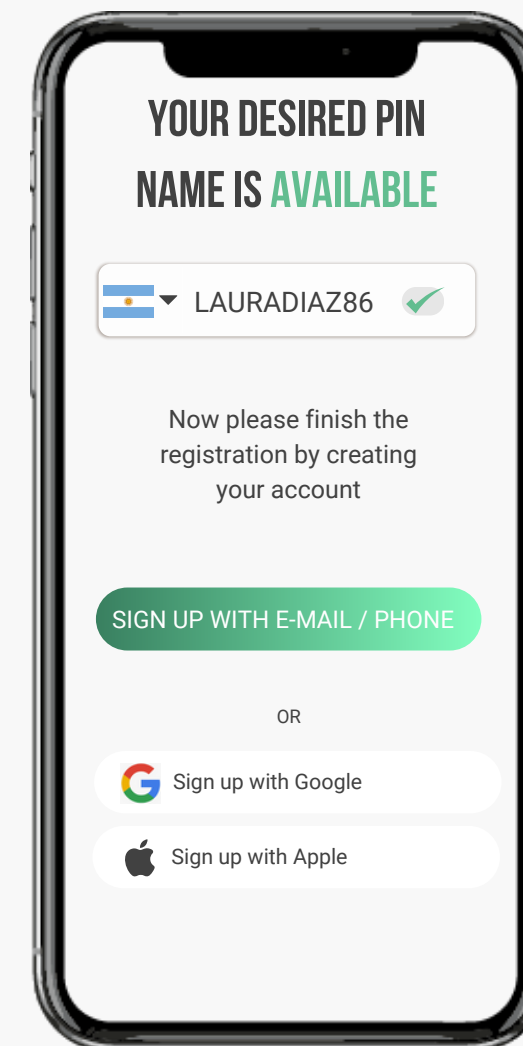 YOUR DESIRED PIN
NAME IS AVAILABLE
LAURADIAZ86
Now please finish the
registration by creating
your account
SIGN UP WITH E-MAIL / PHONE
OR
Sign up with Google
Sign up with Apple